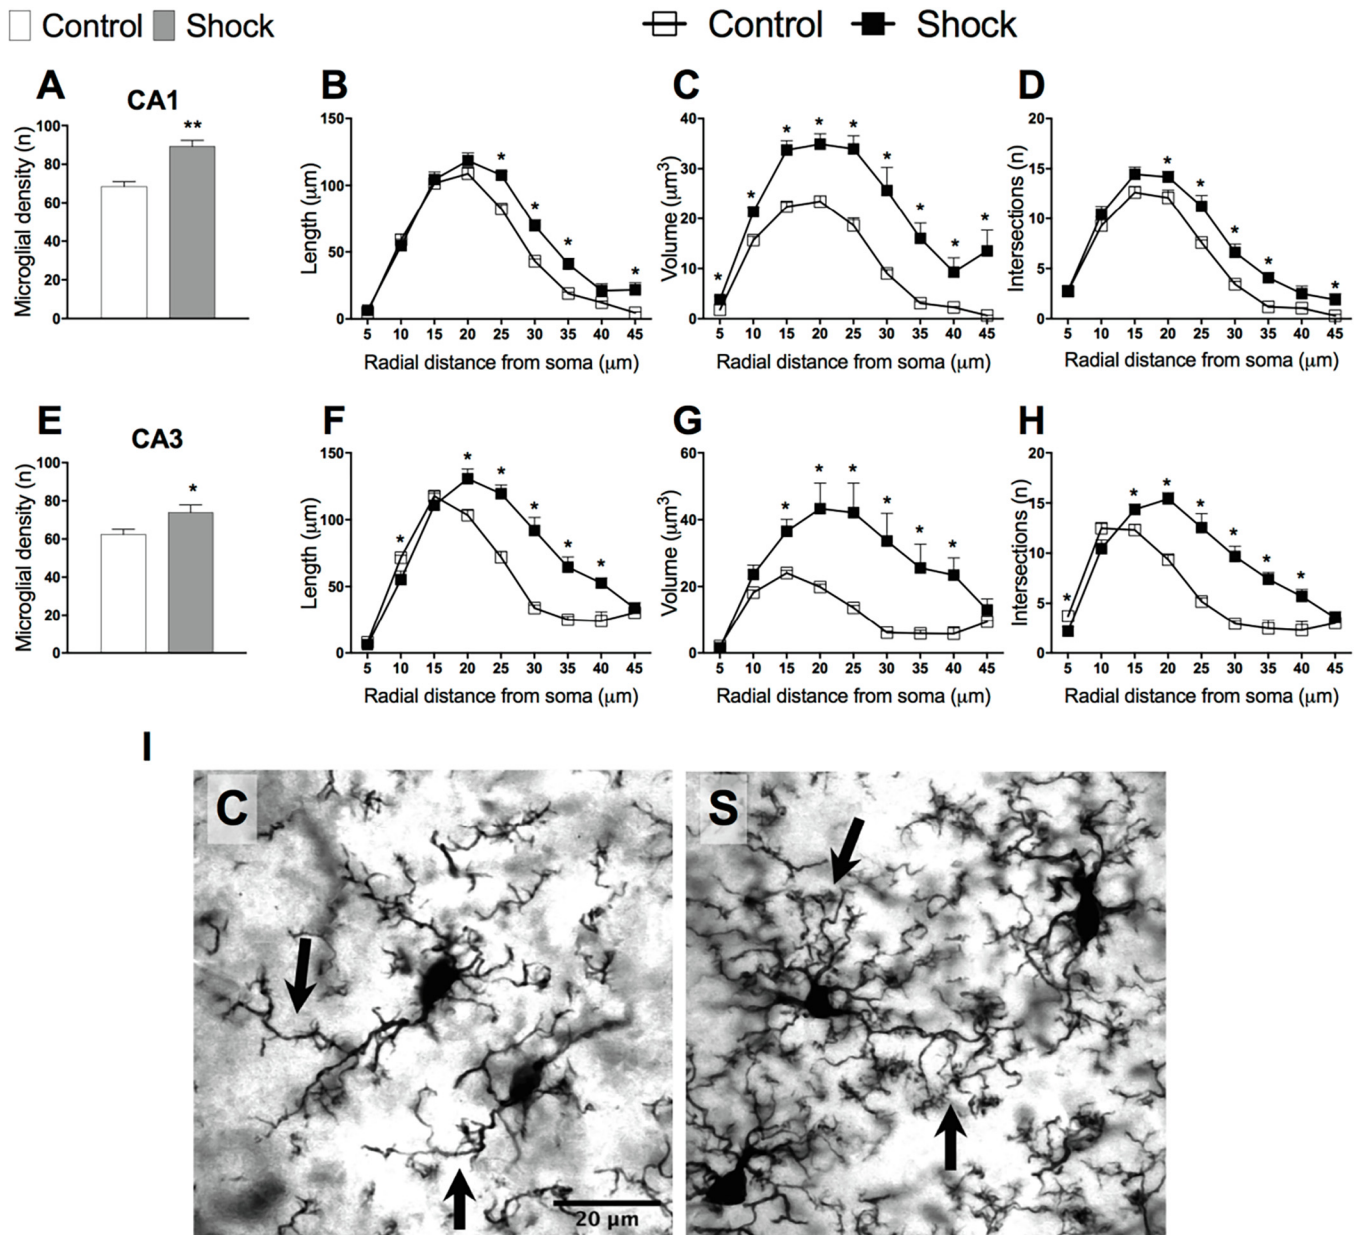 Control Shock
Control Shock
A
CA1
Microglial density (n)
100
80
60
40
20
0
**
B
Length (μm)
150
100
50
0
*
*
*
*
5 10 15 20 25 30 35 40 45
Radial distance from soma (μm)
C
Volume (μm³)
40
30
20
10
0
*
*
*
*
*
*
*
*
*
5 10 15 20 25 30 35 40 45
Radial distance from soma (μm)
D
Intersections (n)
20
15
10
5
0
*
*
*
*
*
5 10 15 20 25 30 35 40 45
Radial distance from soma (μm)
E
CA3
Microglial density (n)
100
80
60
40
20
0
*
F
Length (μm)
150
100
50
0
*
*
*
*
*
*
5 10 15 20 25 30 35 40 45
Radial distance from soma (μm)
G
Volume (μm³)
60
40
20
0
*
*
*
*
*
*
5 10 15 20 25 30 35 40 45
Radial distance from soma (μm)
H
Intersections (n)
20
15
10
5
0
*
*
*
*
*
*
*
5 10 15 20 25 30 35 40 45
Radial distance from soma (μm)
I
C
20 μm
S